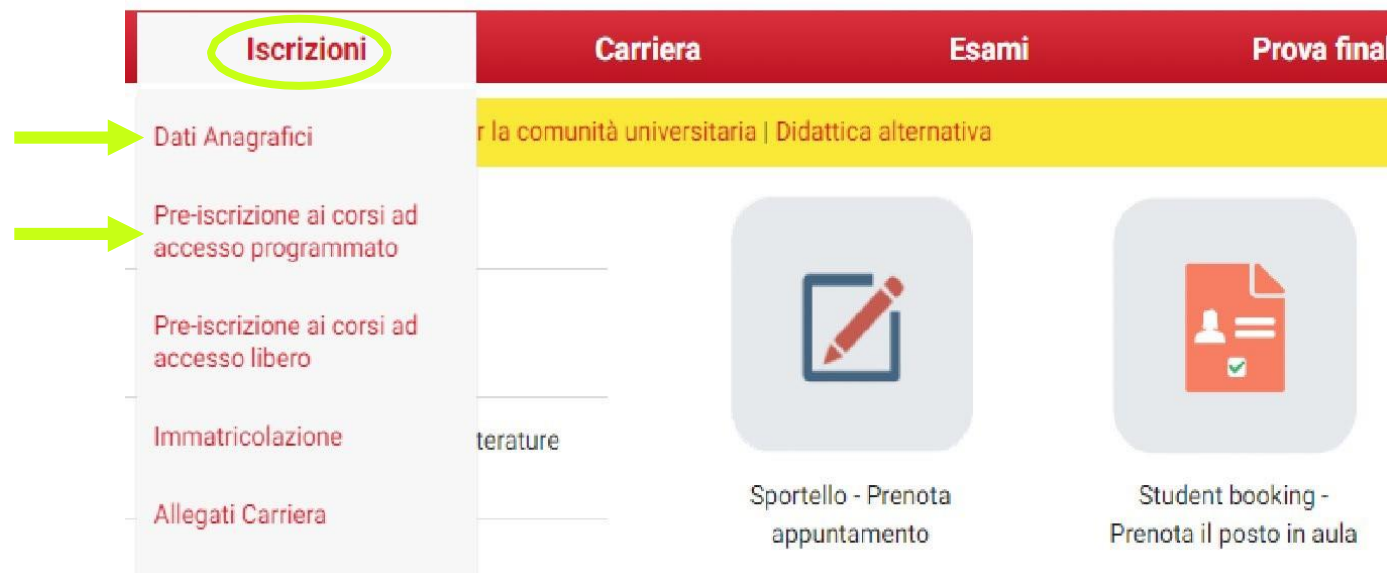 Iscrizioni Carriera Esami Prova final
Dati Anagrafici
r la comunità universitaria | Didattica alternativa
Pre-iscrizione ai corsi ad
accesso programmato
Pre-iscrizione ai corsi ad
accesso libero
Immatricolazione
terature
Allegati Carriera
Sportello - Prenota
appuntamento
Student booking -
Prenota il posto in aula